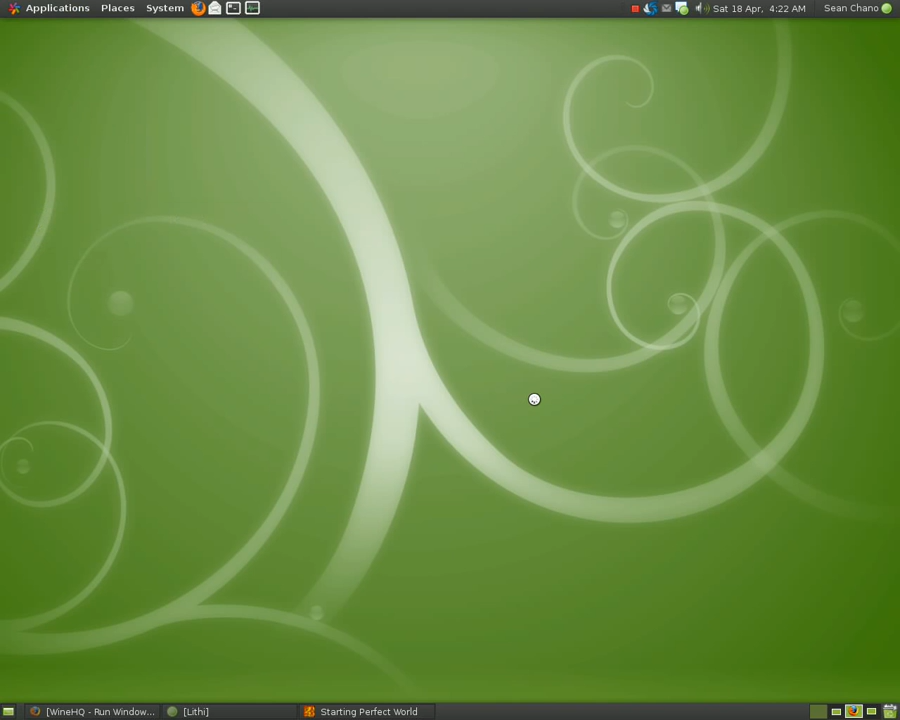 Applications Places System Sat 18 Apr, 4:22 AM Sean Chano
[WineHQ - Run Window... [Lithi] Starting Perfect World